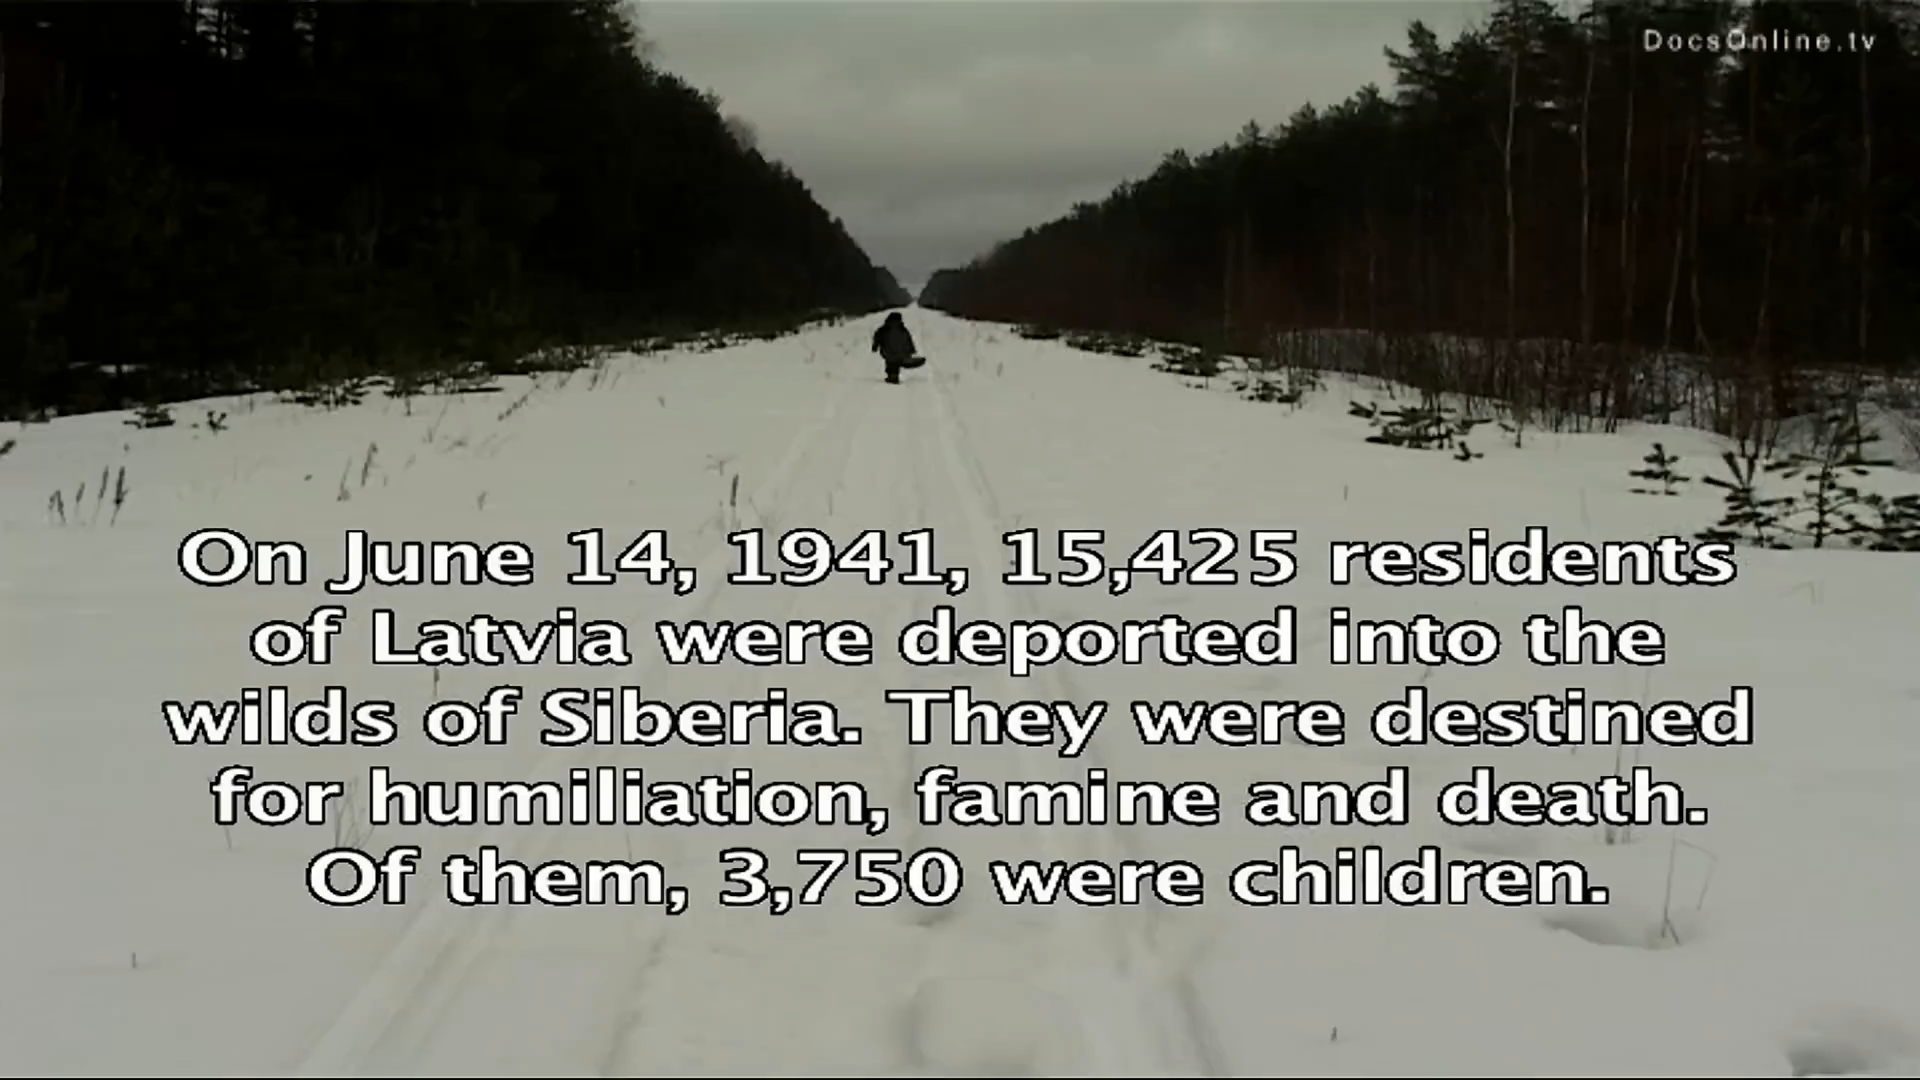 DocsOnline.tv
On June 14, 1941, 15,425 residents
of Latvia were deported into the
wilds of Siberia. They were destined
for humiliation, famine and death.
Of them, 3,750 were children.